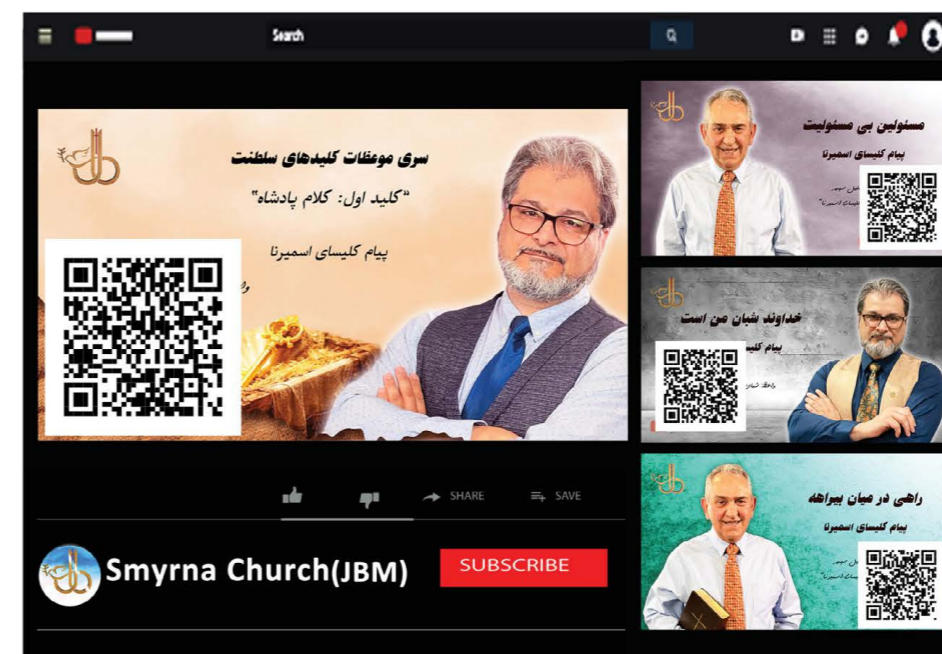 Search
سری موعظات کلیدهای سلطنت
"کلید اول: کلام پادشاه"
پیام کلیسای اسمیرنا
مسئولین بی مسئولیت
پیام کلیسای اسمیرنا
خداوند شبان من است
پیام
راهی در میان بیراهه
پیام کلیسای اسمیرنا
SHARE
SAVE
Smyrna Church(JBM)
SUBSCRIBE